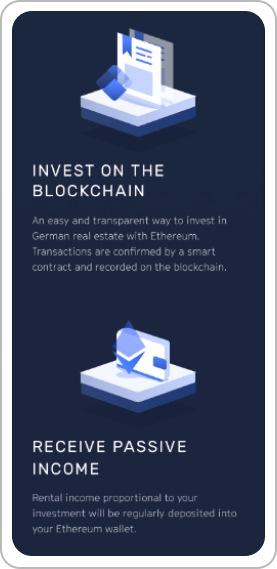 INVEST ON THE
BLOCKCHAIN
An easy and transparent way to invest in
German real estate with Ethereum.
Transactions are confirmed by a smart
contract and recorded on the blockchain.
RECEIVE PASSIVE
INCOME
Rental income proportional to your
investment will be regularly deposited into
your Ethereum wallet.